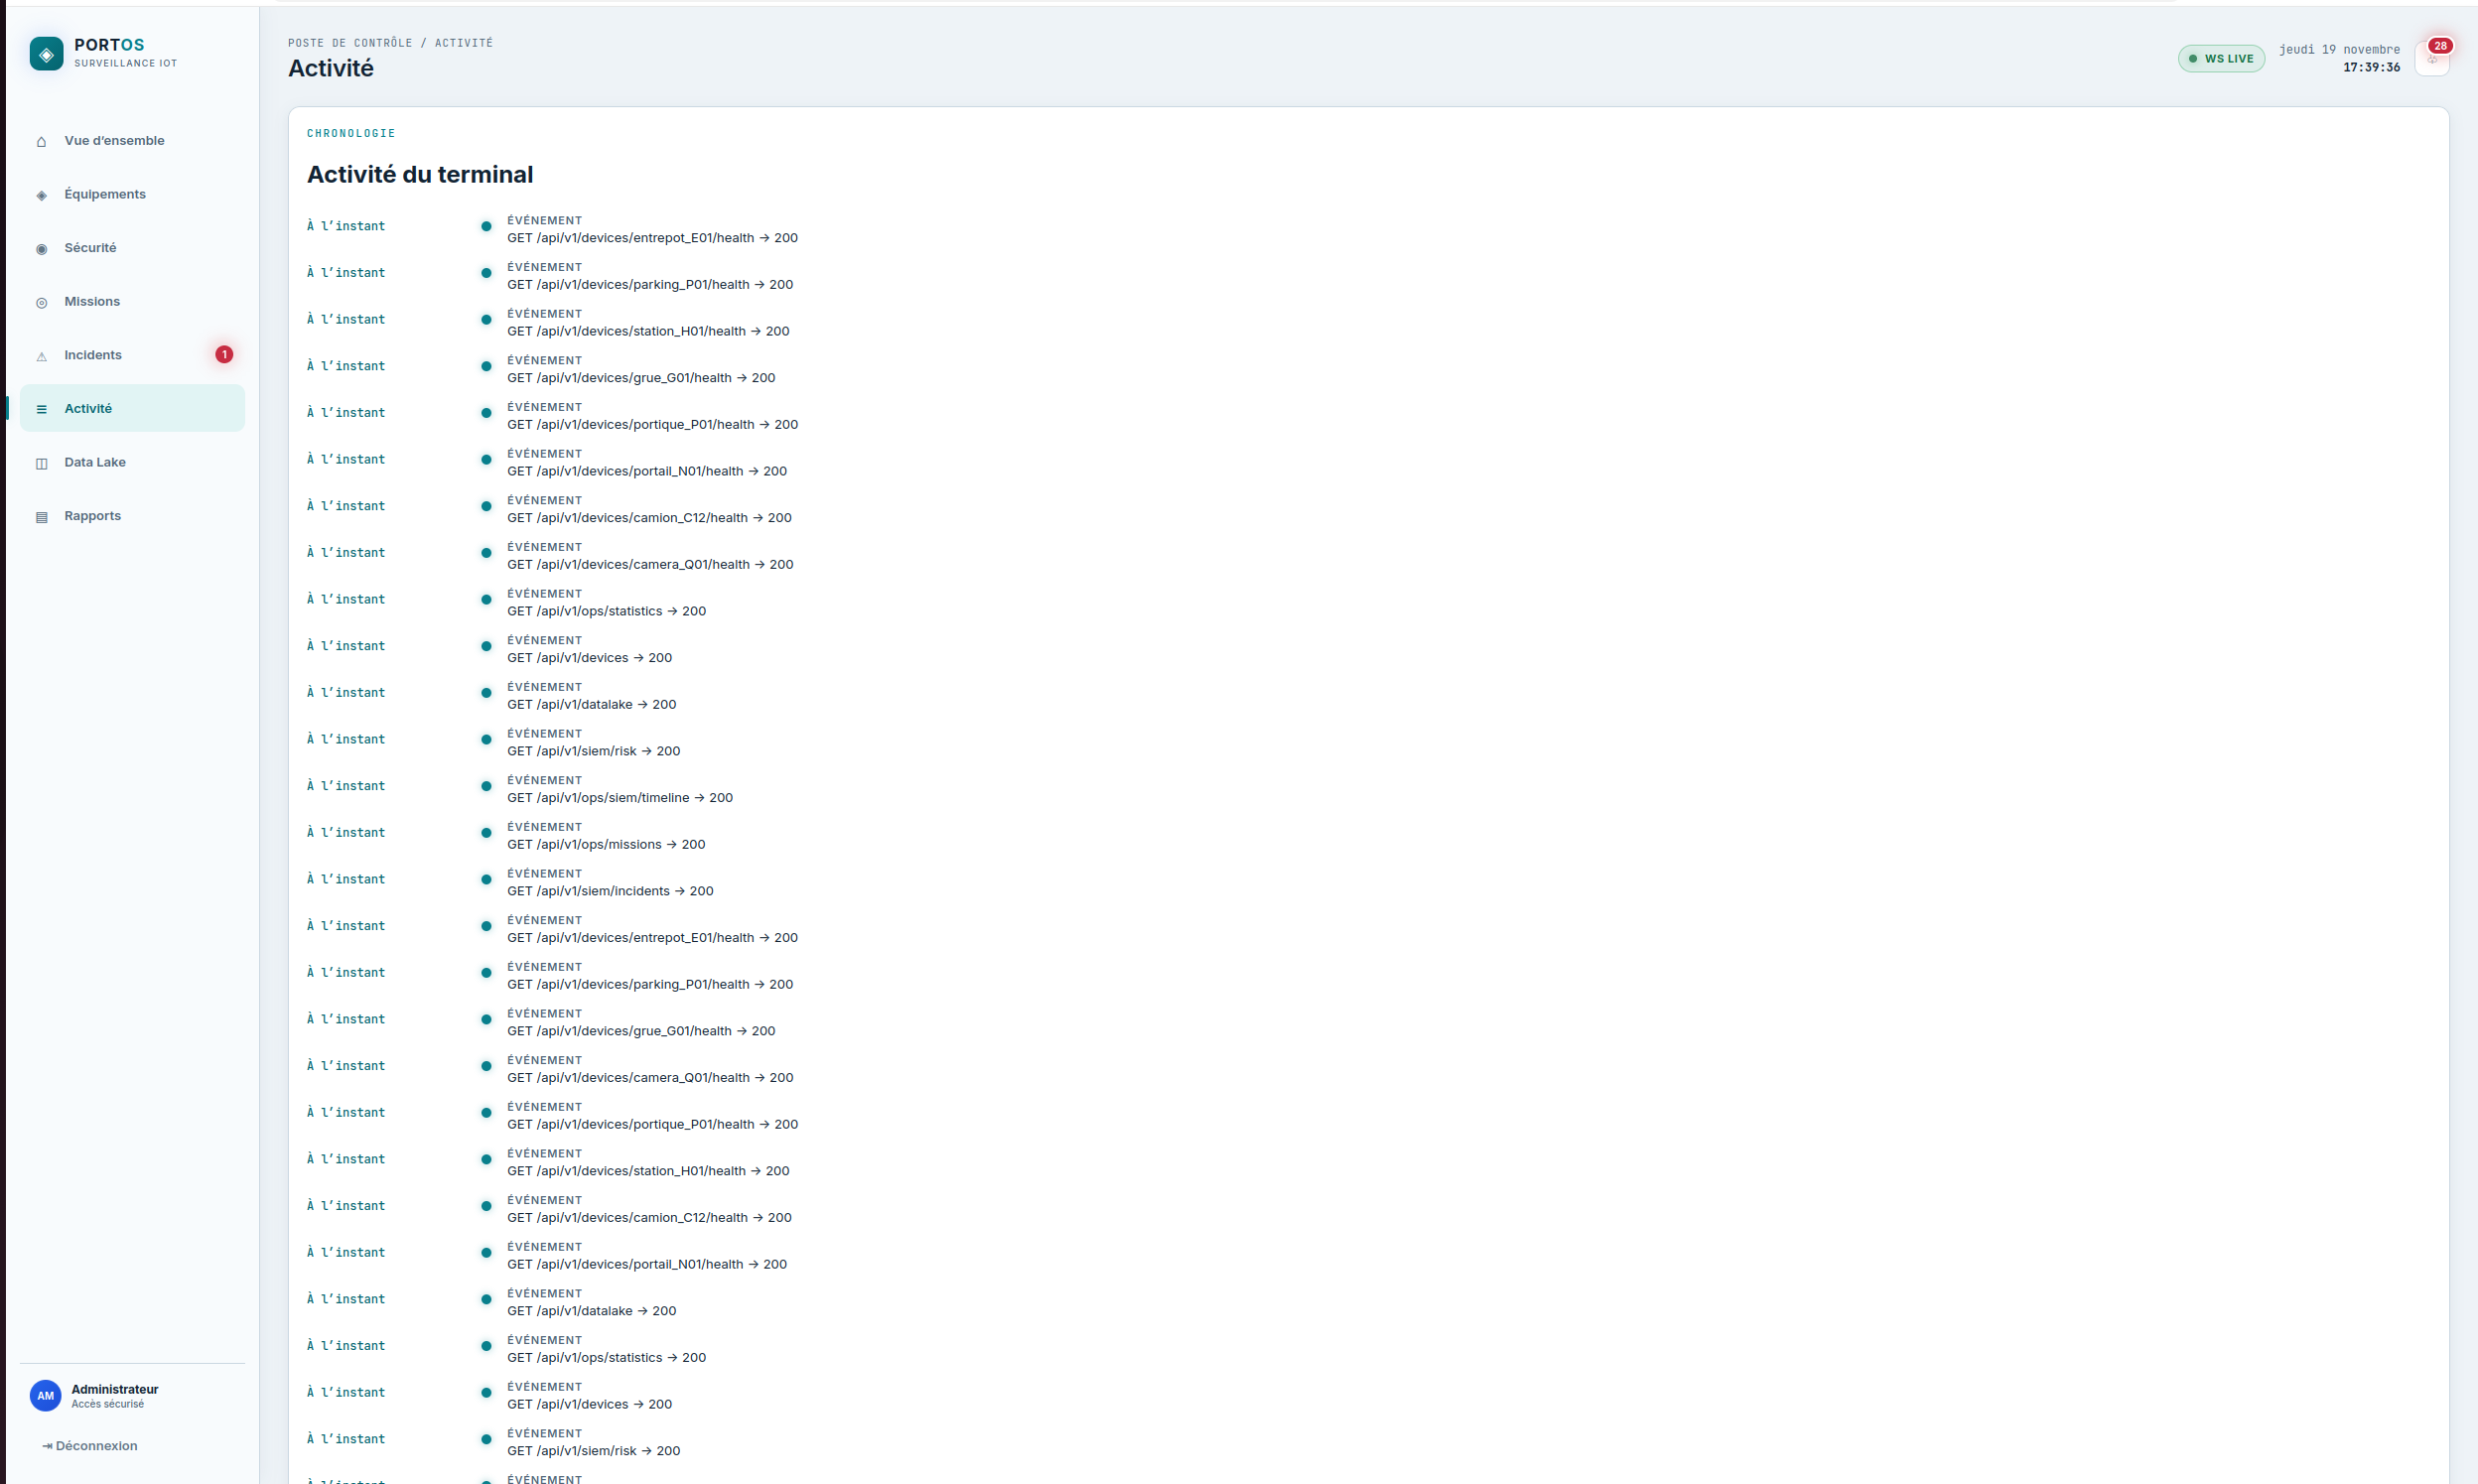 PORTOS
SURVEILLANCE IOT
Vue d'ensemble
Équipements
Sécurité
Missions
Incidents
1
Activité
Data Lake
Rapports
AM
Administrateur
Accès sécurisé
Déconnexion
POSTE DE CONTRÔLE / ACTIVITÉ
Activité
WS LIVE
jeudi 19 novembre
17:39:36
28
CHRONOLOGIE
Activité du terminal
À l’instant
ÉVÉNEMENT
GET /api/v1/devices/entrepot_E01/health → 200
À l’instant
ÉVÉNEMENT
GET /api/v1/devices/parking_P01/health → 200
À l’instant
ÉVÉNEMENT
GET /api/v1/devices/station_H01/health → 200
À l’instant
ÉVÉNEMENT
GET /api/v1/devices/grue_G01/health → 200
À l’instant
ÉVÉNEMENT
GET /api/v1/devices/portique_P01/health → 200
À l’instant
ÉVÉNEMENT
GET /api/v1/devices/portail_N01/health → 200
À l’instant
ÉVÉNEMENT
GET /api/v1/devices/camion_C12/health → 200
À l’instant
ÉVÉNEMENT
GET /api/v1/devices/camera_Q01/health → 200
À l’instant
ÉVÉNEMENT
GET /api/v1/ops/statistics → 200
À l’instant
ÉVÉNEMENT
GET /api/v1/devices → 200
À l’instant
ÉVÉNEMENT
GET /api/v1/datalake → 200
À l’instant
ÉVÉNEMENT
GET /api/v1/siem/risk → 200
À l’instant
ÉVÉNEMENT
GET /api/v1/ops/siem/timeline → 200
À l’instant
ÉVÉNEMENT
GET /api/v1/ops/missions → 200
À l’instant
ÉVÉNEMENT
GET /api/v1/siem/incidents → 200
À l’instant
ÉVÉNEMENT
GET /api/v1/devices/entrepot_E01/health → 200
À l’instant
ÉVÉNEMENT
GET /api/v1/devices/parking_P01/health → 200
À l’instant
ÉVÉNEMENT
GET /api/v1/devices/grue_G01/health → 200
À l’instant
ÉVÉNEMENT
GET /api/v1/devices/camera_Q01/health → 200
À l’instant
ÉVÉNEMENT
GET /api/v1/devices/portique_P01/health → 200
À l’instant
ÉVÉNEMENT
GET /api/v1/devices/station_H01/health → 200
À l’instant
ÉVÉNEMENT
GET /api/v1/devices/camion_C12/health → 200
À l’instant
ÉVÉNEMENT
GET /api/v1/devices/portail_N01/health → 200
À l’instant
ÉVÉNEMENT
GET /api/v1/datalake → 200
À l’instant
ÉVÉNEMENT
GET /api/v1/ops/statistics → 200
À l’instant
ÉVÉNEMENT
GET /api/v1/devices → 200
À l’instant
ÉVÉNEMENT
GET /api/v1/siem/risk → 200
À l’instant
ÉVÉNEMENT